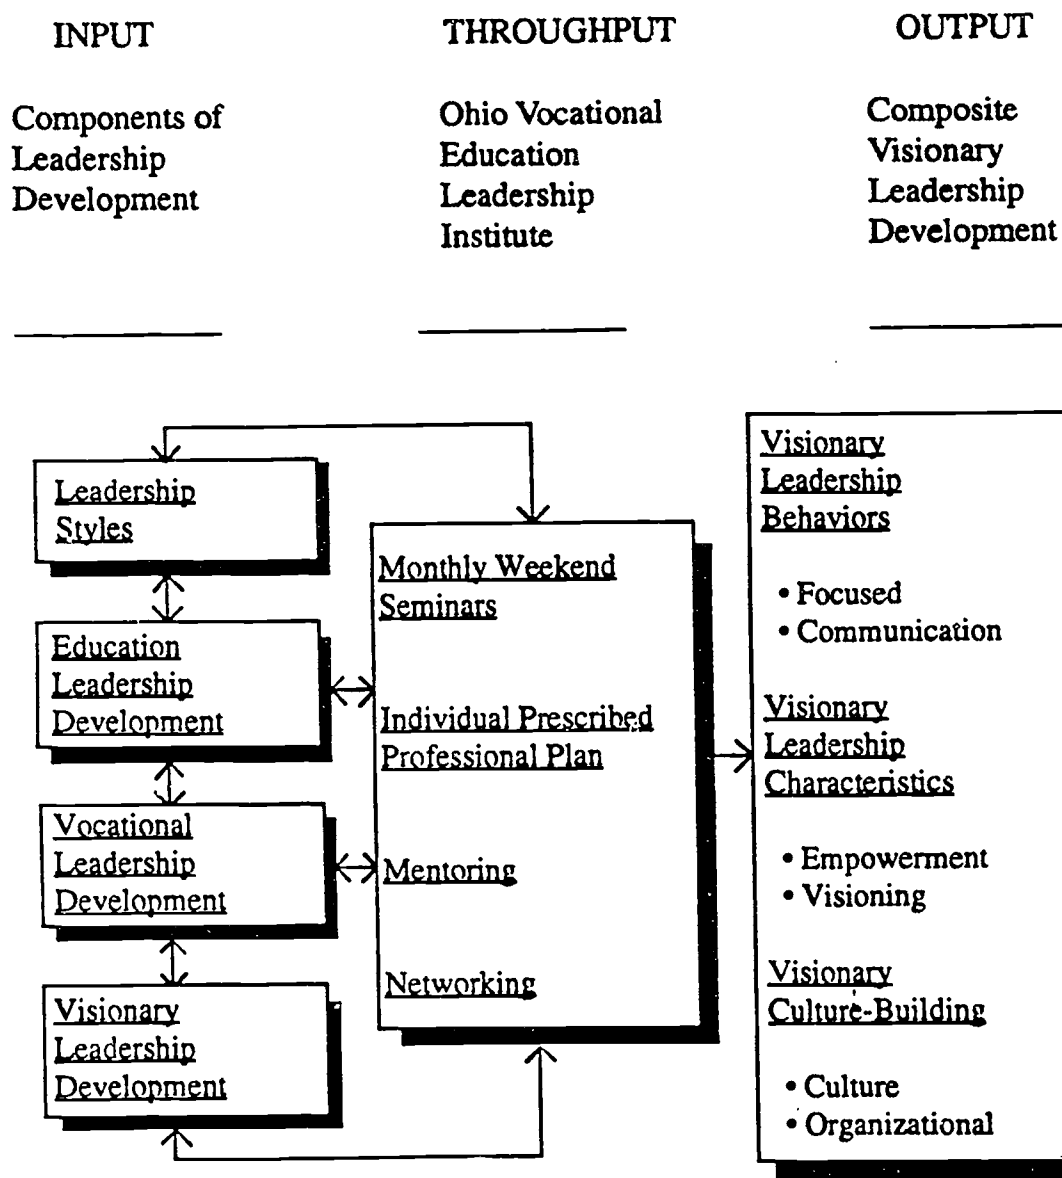 INPUT
Components of
Leadership
Development
THROUGHPUT
Ohio Vocational
Education
Leadership
Institute
OUTPUT
Composite
Visionary
Leadership
Development
Leadership
Styles
Education
Leadership
Development
Vocational
Leadership
Development
Visionary
Leadership
Development
Monthly Weekend
Seminars
Individual Prescribed
Professional Plan
Mentoring
Networking
Visionary
Leadership
Behaviors
• Focused
• Communication
Visionary
Leadership
Characteristics
• Empowerment
• Visioning
Visionary
Culture-Building
• Culture
• Organizational